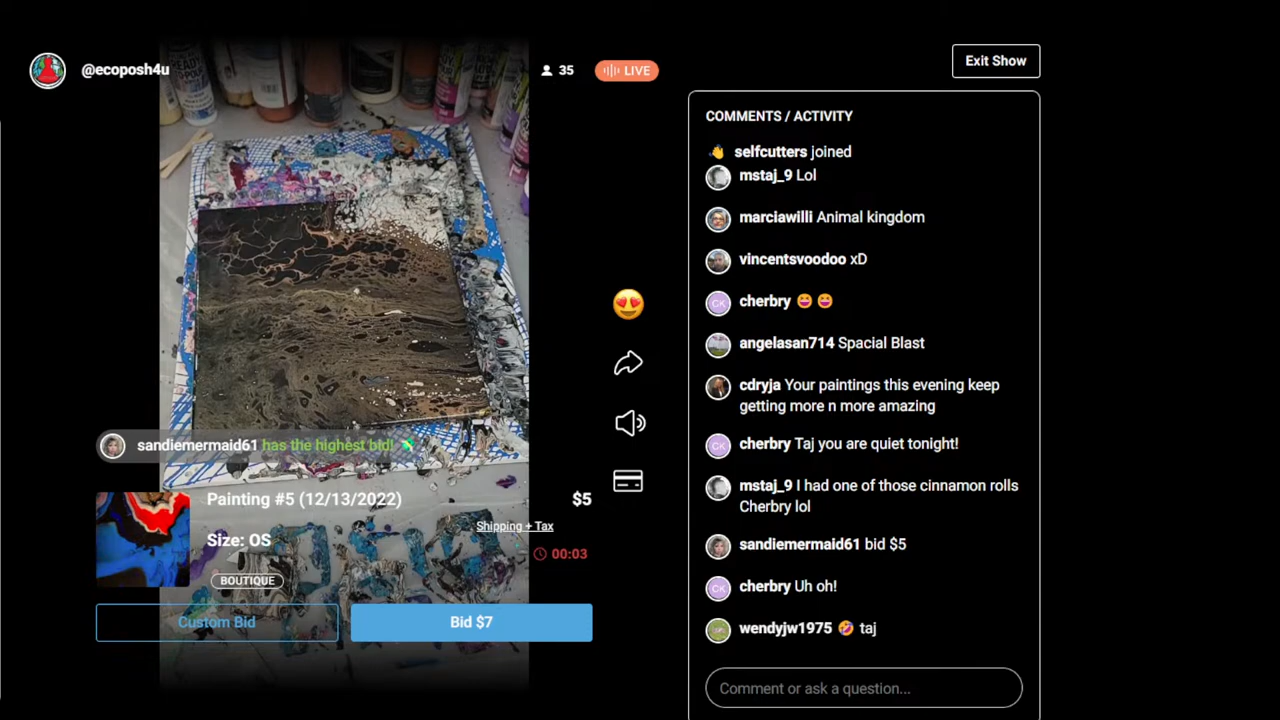 @ecoposh4u
35
LIVE
Exit Show
COMMENTS / ACTIVITY
selfcutters joined
mstaj_9 Lol
marciawilli Animal kingdom
vincentsvoodoo xD
CK cherbry 😆 😆
angelasan714 Spacial Blast
cdryja Your paintings this evening keep
getting more n more amazing
CK cherbry Taj you are quiet tonight!
mstaj_9 I had one of those cinnamon rolls
Cherbry lol
sandiemermaid61 bid $5
CK cherbry Uh oh!
wendyjw1975 🤣 taj
Comment or ask a question...
sandiemermaid61 has the highest bid!
Painting #5 (12/13/2022)
$5
Shipping + Tax
Size: OS
00:03
BOUTIQUE
Custom Bid
Bid $7